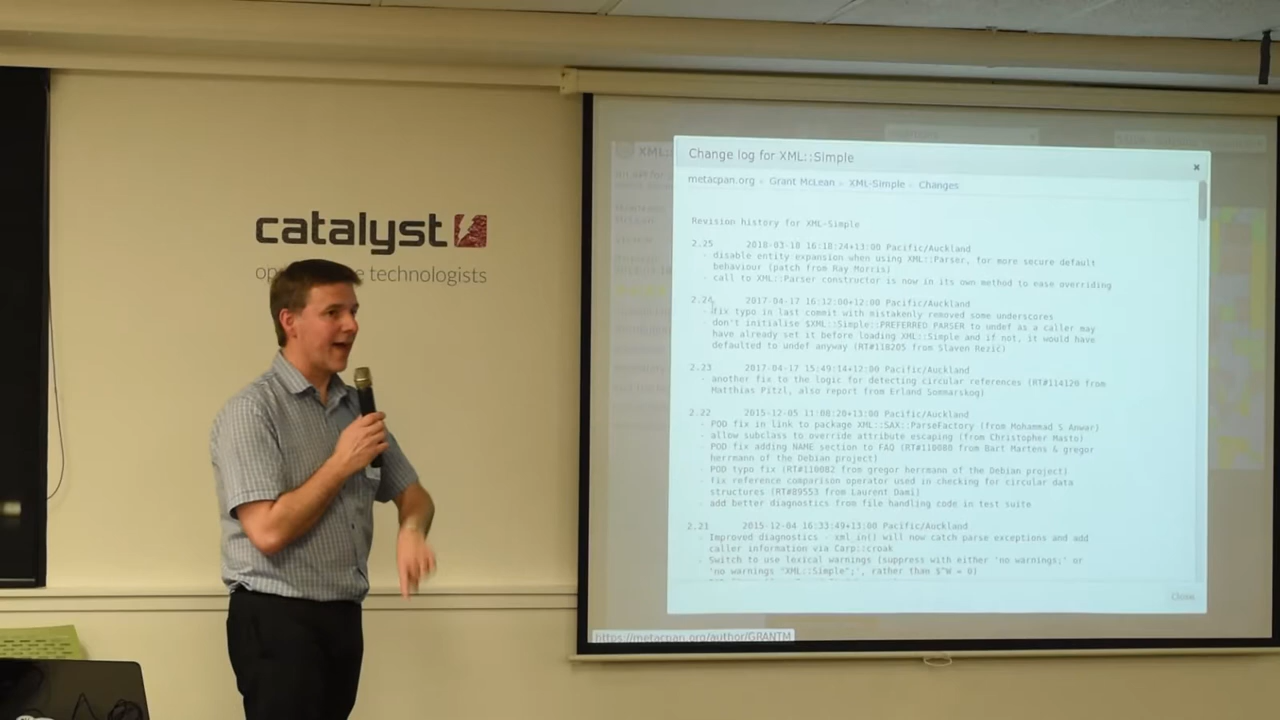 catalyst
technologists
XML::
Change log for XML::Simple
×
metacpan.org » Grant McLean » XML-Simple » Changes
Revision history for XML-Simple
2.25 2018-03-18 16:18:24+13:00 Pacific/Auckland
- disable entity expansion when using XML::Parser, for more secure default
behaviour (patch from Ray Morris)
- call to XML::Parser constructor is now in its own method to ease overriding
2.24 2017-04-17 16:12:00+12:00 Pacific/Auckland
- fix typo in last commit with mistakenly removed some underscores
don't initialise $XML::Simple::PREFERRED_PARSER to undef as a caller may
have already set it before loading XML::Simple and if not, it would have
defaulted to undef anyway (RT#118205 from Slaven Rezić)
2.23 2017-04-17 15:49:14+12:00 Pacific/Auckland
- another fix to the logic for detecting circular references (RT#114120 from
Matthias Pitzl, also report from Erland Sommarskog)
2.22 2015-12-05 11:08:20+13:00 Pacific/Auckland
- POD fix in link to package XML::SAX::ParseFactory (from Mohammad S Anwar)
- allow subclass to override attribute escaping (from Christopher Masto)
- POD fix adding NAME section to FAQ (RT#110080 from Bart Martens & gregor
herrmann of the Debian project)
- POD typo fix (RT#110082 from gregor herrmann of the Debian project)
- fix reference comparison operator used in checking for circular data
structures (RT#89553 from Laurent Dami)
- add better diagnostics from file handling code in test suite
2.21 2015-12-04 16:33:49+13:00 Pacific/Auckland
- Improved diagnostics - xml_in() will now catch parse exceptions and add
caller information via Carp::croak
- Switch to use lexical warnings (suppress with either 'no warnings;' or
'no warnings "XML::Simple";', rather than $^W = 0)
Close
https://metacpan.org/author/GRANTM